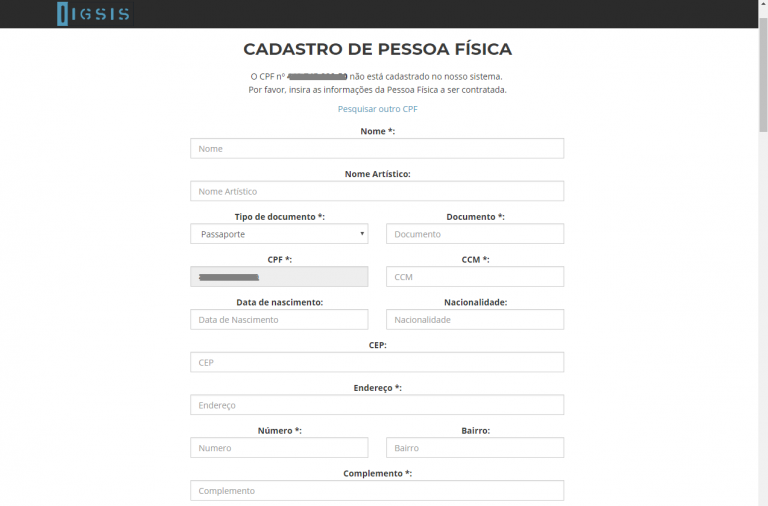 IGSIS
CADASTRO DE PESSOA FÍSICA
O CPF nº não está cadastrado no nosso sistema.
Por favor, insira as informações da Pessoa Física a ser contratada.
Pesquisar outro CPF
Nome *:
Nome
Nome Artístico:
Nome Artístico
Tipo de documento *: Documento *:
Passaporte Documento
CPF *: CCM *:
CCM
Data de nascimento: Nacionalidade:
Data de Nascimento Nacionalidade
CEP:
CEP
Endereço *:
Endereço
Número *: Bairro:
Numero Bairro
Complemento *:
Complemento